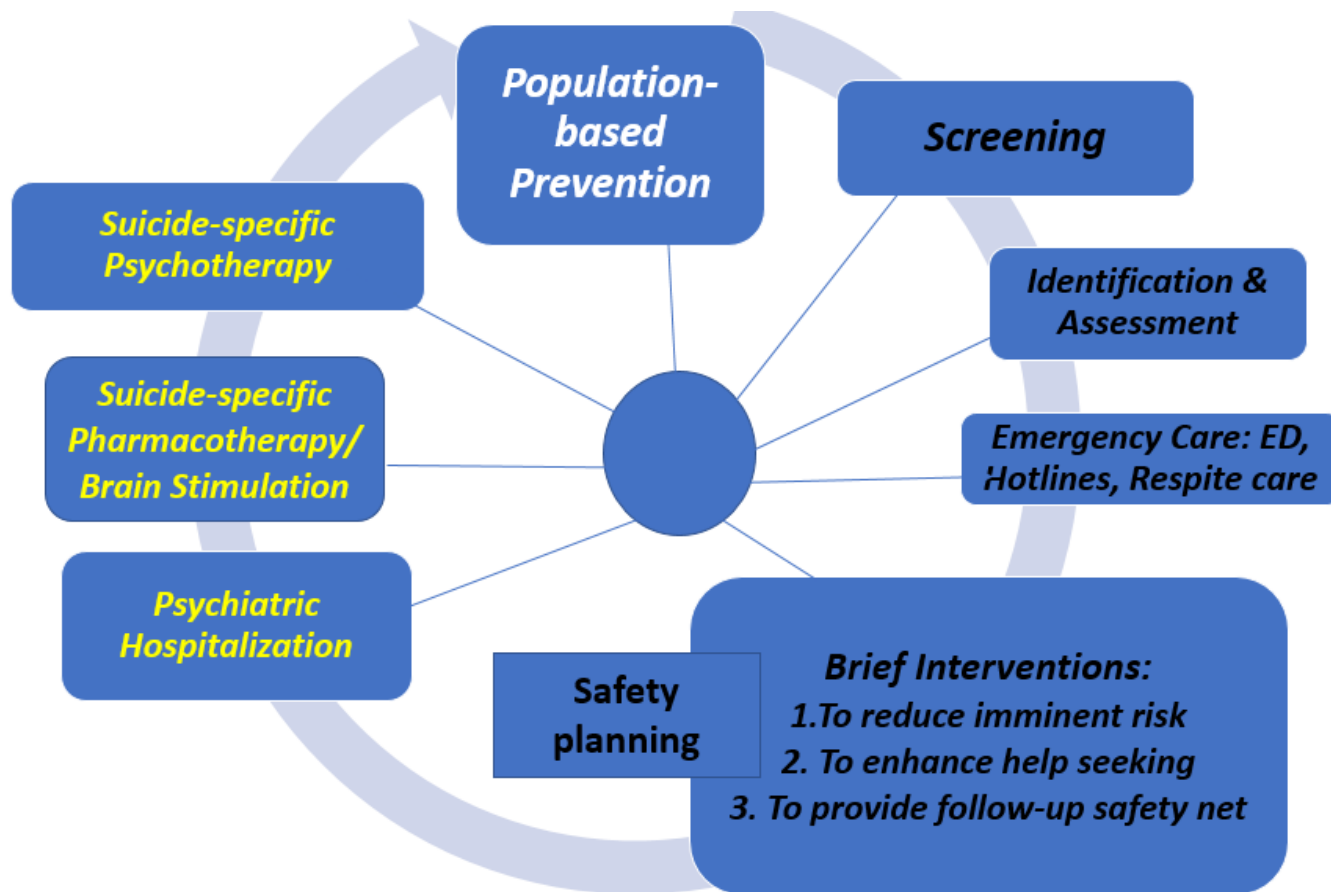 Population-
based
Prevention
Screening
Identification &
Assessment
Emergency Care: ED,
Hotlines, Respite care
Brief Interventions:
1.To reduce imminent risk
2. To enhance help seeking
3. To provide follow-up safety net
Safety
planning
Psychiatric
Hospitalization
Suicide-specific
Pharmacotherapy/
Brain Stimulation
Suicide-specific
Psychotherapy